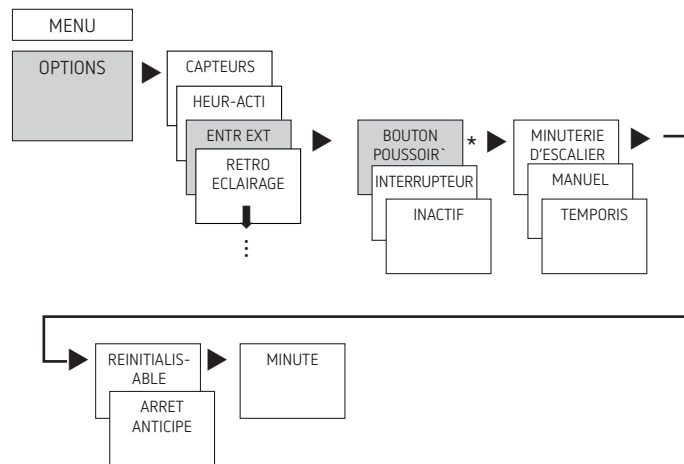 MENU
OPTIONS
CAPTEURS
HEUR-ACTI
ENTR EXT
RETRO
ECLAIRAGE
BOUTON
POUSSOIR`
*
INTERRUPTEUR
INACTIF
MINUTERIE
D'ESCALIER
MANUEL
TEMPORIS
REINITIALIS-
ABLE
ARRET
ANTICIPE
MINUTE